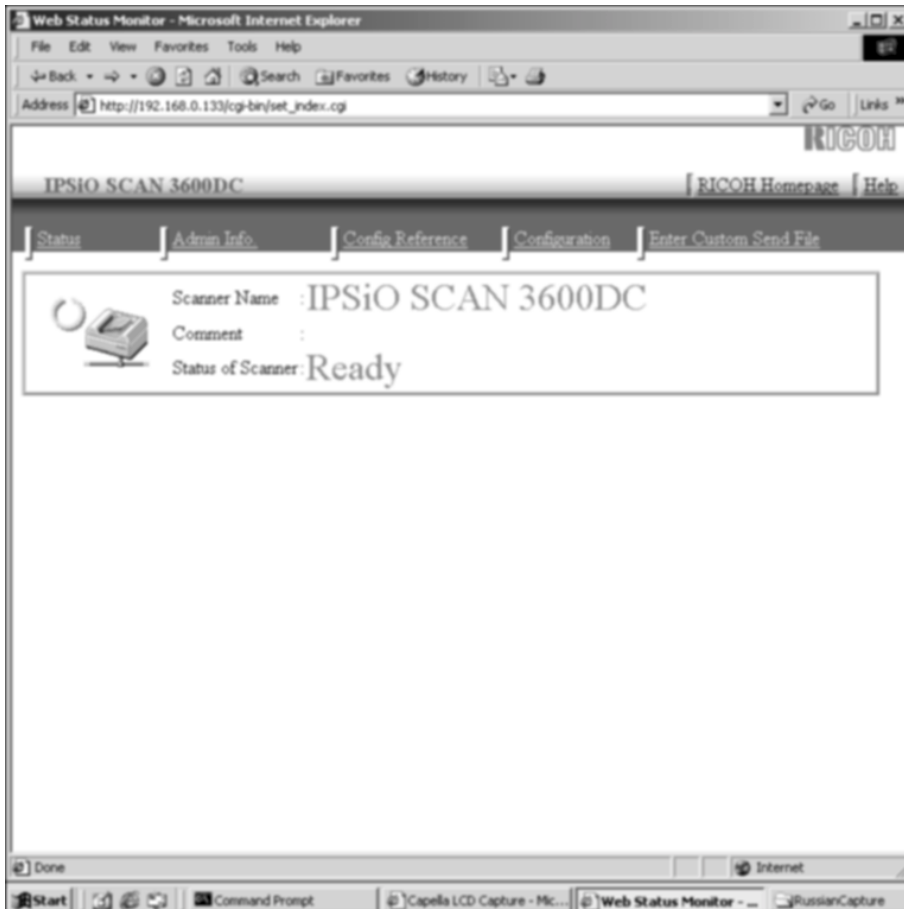 Web Status Monitor - Microsoft Internet Explorer
File Edit View Favorites Tools Help
Back Search Favorites History
Address http://192.168.0.133/cgi-bin/set_index.cgi Go Links »
RICOH
IPSiO SCAN 3600DC RICOH Homepage Help
Status Admin Info. Config Reference Configuration Enter Custom Send File
Scanner Name : IPSiO SCAN 3600DC
Comment :
Status of Scanner : Ready
Done Internet
Start Command Prompt Capella LCD Capture - Mic... Web Status Monitor - ... RussianCapture